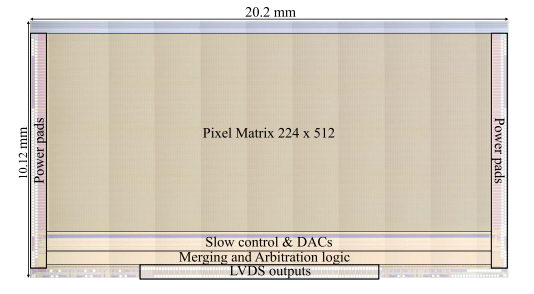 20.2 mm
10.12 mm
Power pads
Pixel Matrix 224 x 512
Power pads
Slow control & DACs
Merging and Arbitration logic
LVDS outputs